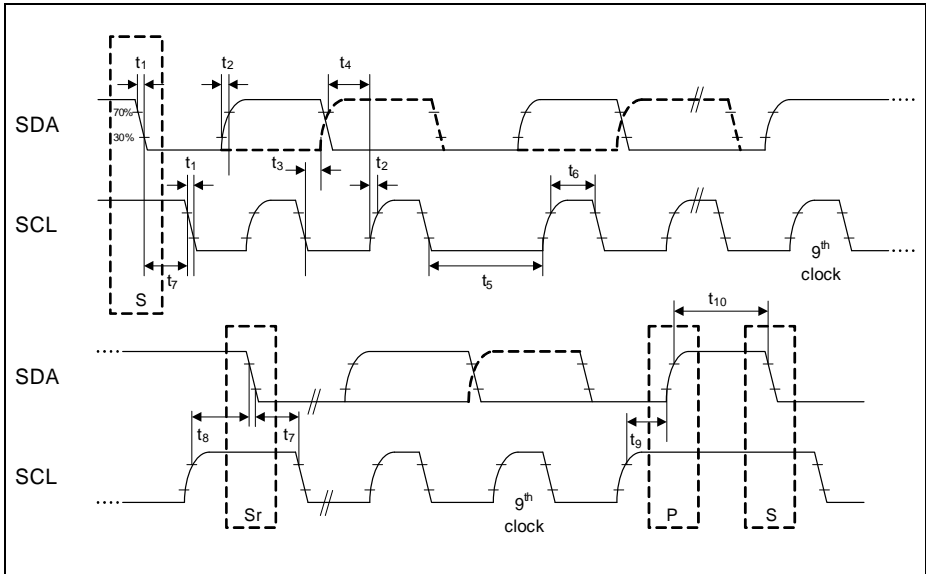 t1 t2 t4
70%
SDA
30%
t1 t3 t2 t6
SCL
t7 t5 9th
clock
S
t10
SDA
t8 t7 t9
SCL
9th
Sr clock P S